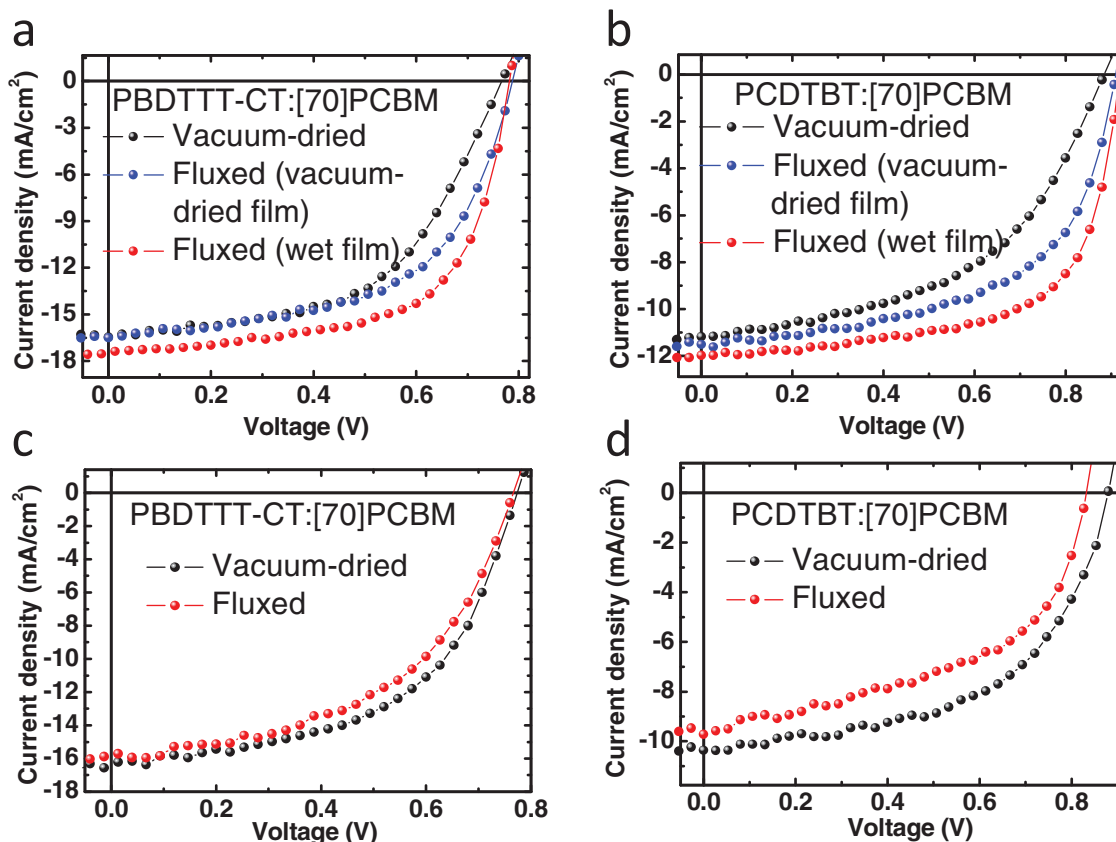 a
0
-3
-6
-9
-12
-15
-18
Current density (mA/cm²)
PBDTTT-CT:[70]PCBM
Vacuum-dried
Fluxed (vacuum-
dried film)
Fluxed (wet film)
0.0 0.2 0.4 0.6 0.8
Voltage (V)
b
0
-2
-4
-6
-8
-10
-12
Current density (mA/cm²)
PCDTBT:[70]PCBM
Vacuum-dried
Fluxed (vacuum-
dried film)
Fluxed (wet film)
0.0 0.2 0.4 0.6 0.8
Voltage (V)
c
0
-2
-4
-6
-8
-10
-12
-14
-16
-18
Current density (mA/cm²)
PBDTTT-CT:[70]PCBM
Vacuum-dried
Fluxed
0.0 0.2 0.4 0.6 0.8
Voltage (V)
d
0
-2
-4
-6
-8
-10
Current density (mA/cm²)
PCDTBT:[70]PCBM
Vacuum-dried
Fluxed
0.0 0.2 0.4 0.6 0.8
Voltage (V)